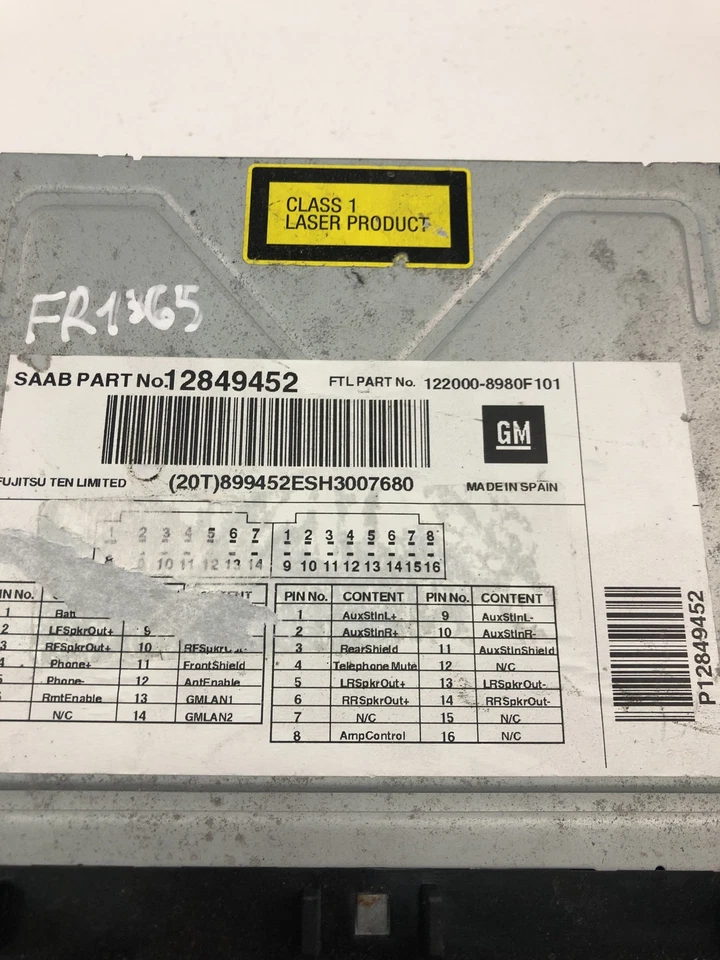 CLASS 1
LASER PRODUCT
FR1365
SAAB PART No. 12849452 FTL PART No. 122000-8980F101
GM
FUJITSU TEN LIMITED (20T)899452ESH3007680 MADE IN SPAIN
1 2 3 4 5 6 7 1 2 3 4 5 6 7 8
8 9 10 11 12 13 14 9 10 11 12 13 14 15 16
IN No. PIN No. CONTENT PIN No. CONTENT
1 Batt 1 AuxStInL+ 9 AuxStInL-
2 LFSpkrOut+ 9 2 AuxStInR+ 10 AuxStInR-
3 RFSpkrOut+ 10 3 RearShield 11 AuxStInShield
4 Phone+ 11 FrontShield 4 Telephone Mute 12 N/C
5 Phone- 12 AntEnable 5 LRSpkrOut+ 13 LRSpkrOut-
RmtEnable 13 GMLAN1 6 RRSpkrOut+ 14 RRSpkrOut-
N/C 14 GMLAN2 7 N/C 15 N/C
8 AmpControl 16 N/C
P12849452